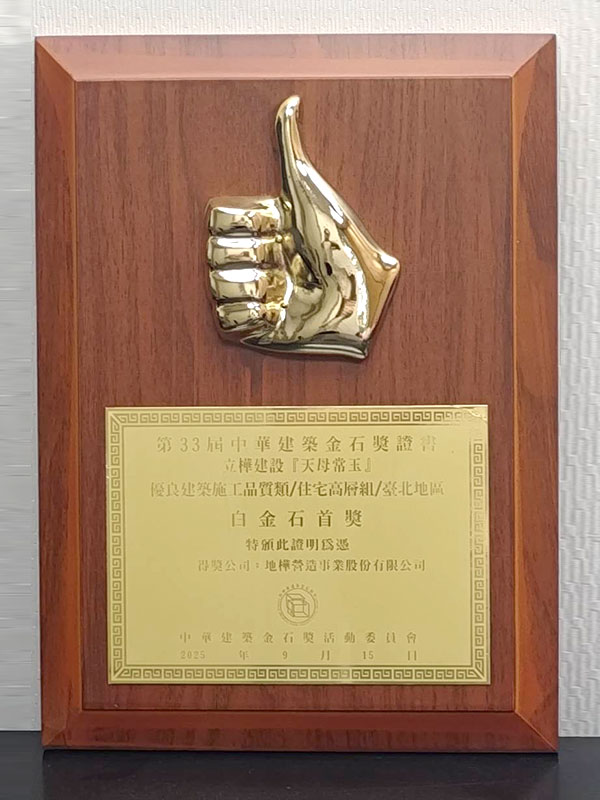 第33屆中華建築金石獎證書
立樺建設『天母常玉』
優良建築施工品質類/住宅高層組/臺北地區
白金石首獎
特頒此證明爲憑
得獎公司：地樺營造事業股份有限公司
中華建築金石獎活動委員會
2025 年 9 月 15 日